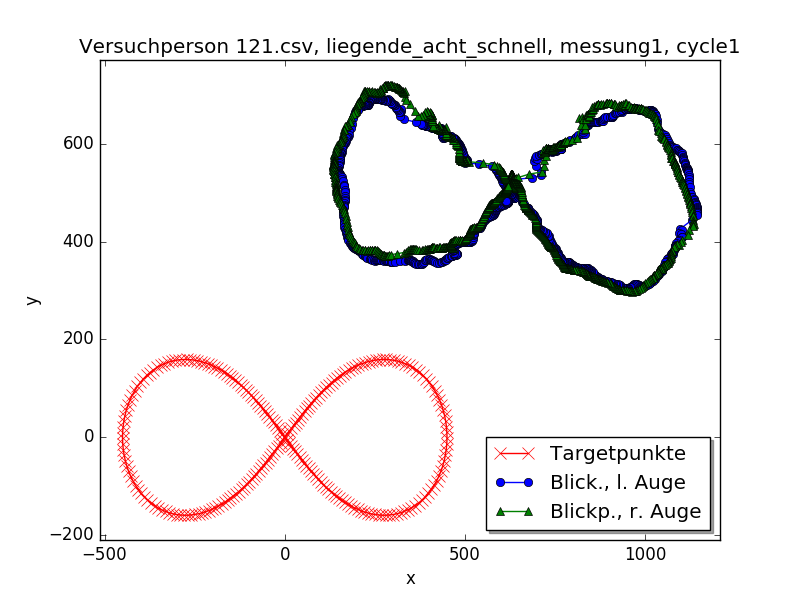 Versuchperson 121.csv, liegende_acht_schnell, messung1, cycle1
y
600
400
200
0
−200
−500
0
500
1000
x
Targetpunkte
Blick., l. Auge
Blickp., r. Auge